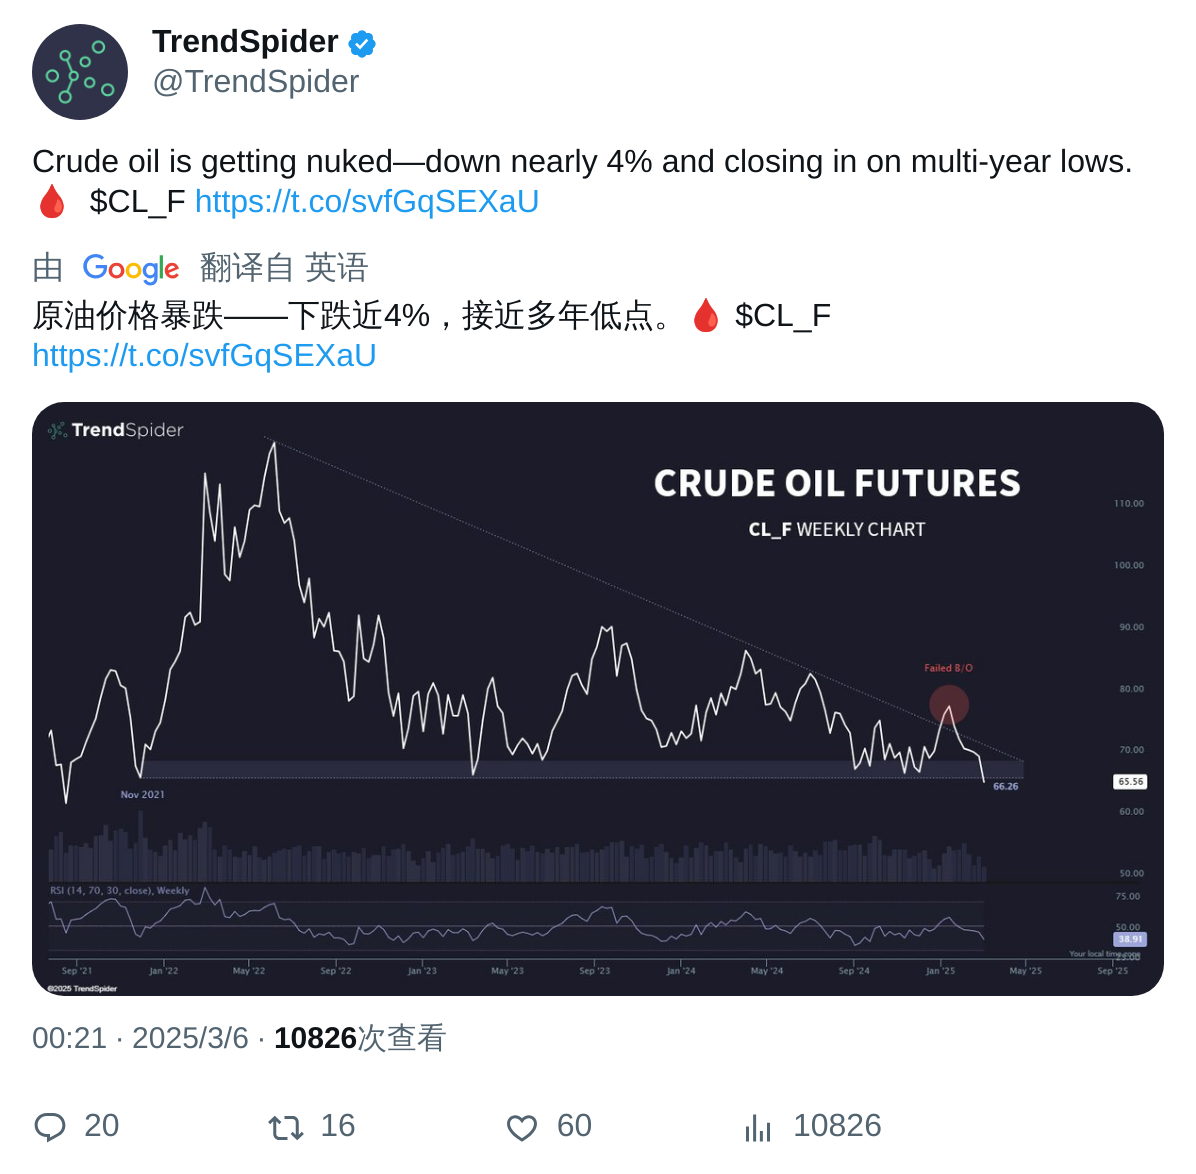 TrendSpider
@TrendSpider
Crude oil is getting nuked—down nearly 4% and closing in on multi-year lows.
🩸 $CL_F https://t.co/svfGqSEXaU
由 Google 翻译自 英语
原油价格暴跌——下跌近4%，接近多年低点。🩸 $CL_F
https://t.co/svfGqSEXaU
TrendSpider
CRUDE OIL FUTURES
CL_F WEEKLY CHART
110.00
100.00
90.00
Failed B/O
80.00
70.00
65.56
66.26
Nov 2021
60.00
50.00
RSI (14, 70, 30, close), Weekly
75.00
50.00
38.91
Your local time zone
25.00
Sep '21 Jan '22 May '22 Sep '22 Jan '23 May '23 Sep '23 Jan '24 May '24 Sep '24 Jan '25 May '25 Sep '25
©2025 TrendSpider
00:21 · 2025/3/6 · 10826次查看
20 16 60 10826